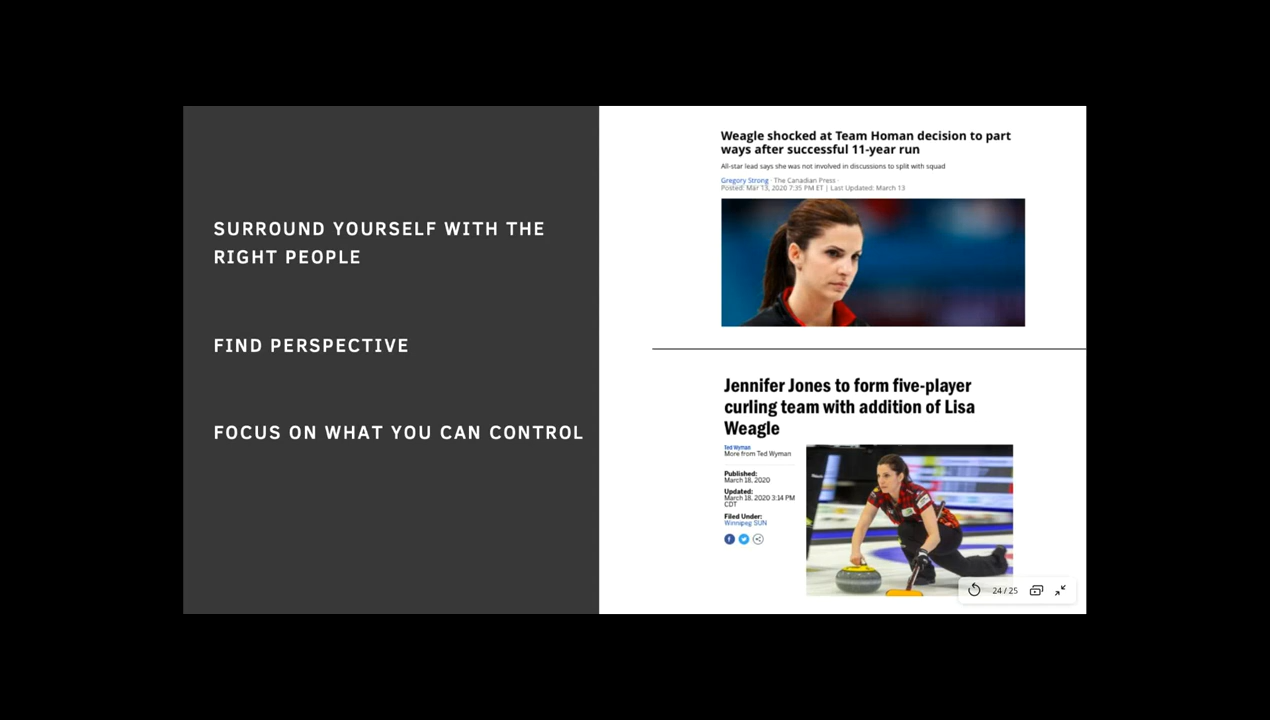 SURROUND YOURSELF WITH THE
RIGHT PEOPLE
FIND PERSPECTIVE
FOCUS ON WHAT YOU CAN CONTROL
Weagle shocked at Team Homan decision to part
ways after successful 11-year run
All-star lead says she was not involved in discussions to split with squad
Gregory Strong · The Canadian Press ·
Posted: Mar 13, 2020 7:35 PM ET | Last Updated: March 13
Jennifer Jones to form five-player
curling team with addition of Lisa
Weagle
Ted Wyman
More from Ted Wyman
Published:
March 18, 2020
Updated:
March 18, 2020 3:14 PM
CDT
Filed Under:
Winnipeg SUN
24 / 25